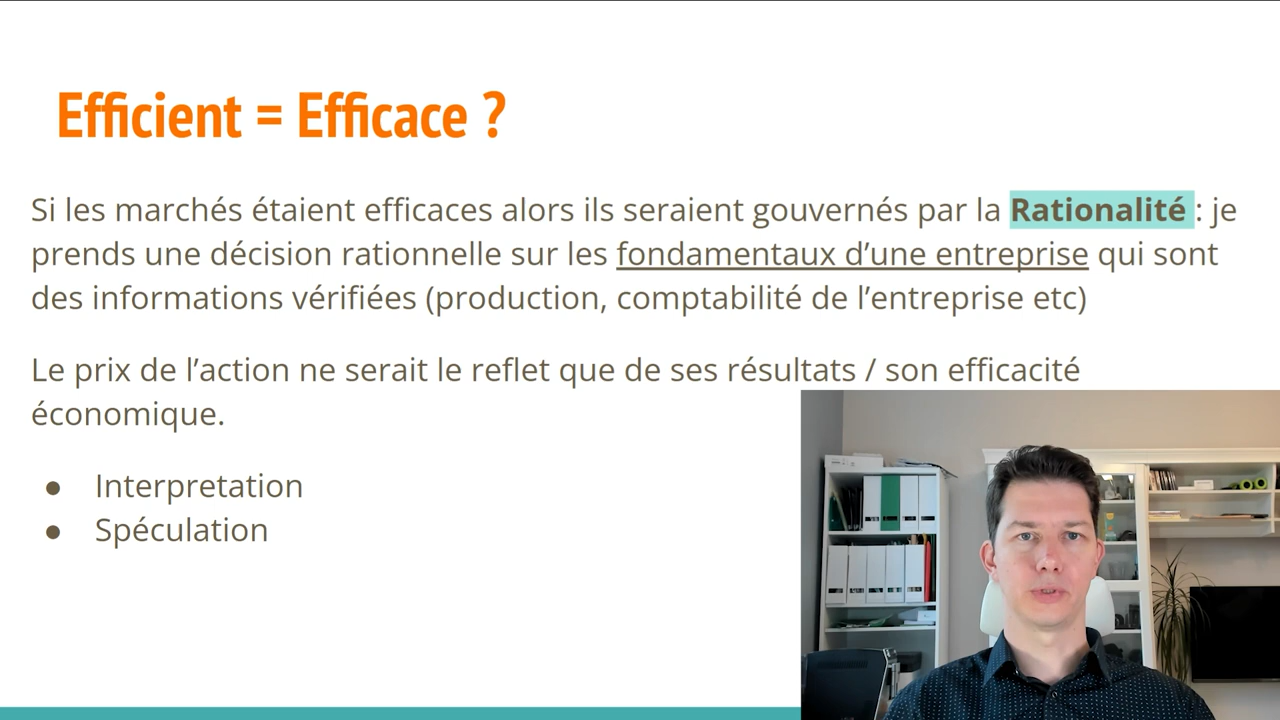 Efficient = Efficace ?
Si les marchés étaient efficaces alors ils seraient gouvernés par la Rationalité : je
prends une décision rationnelle sur les fondamentaux d’une entreprise qui sont
des informations vérifiées (production, comptabilité de l’entreprise etc)
Le prix de l’action ne serait le reflet que de ses résultats / son efficacité
économique.
● Interpretation
● Spéculation